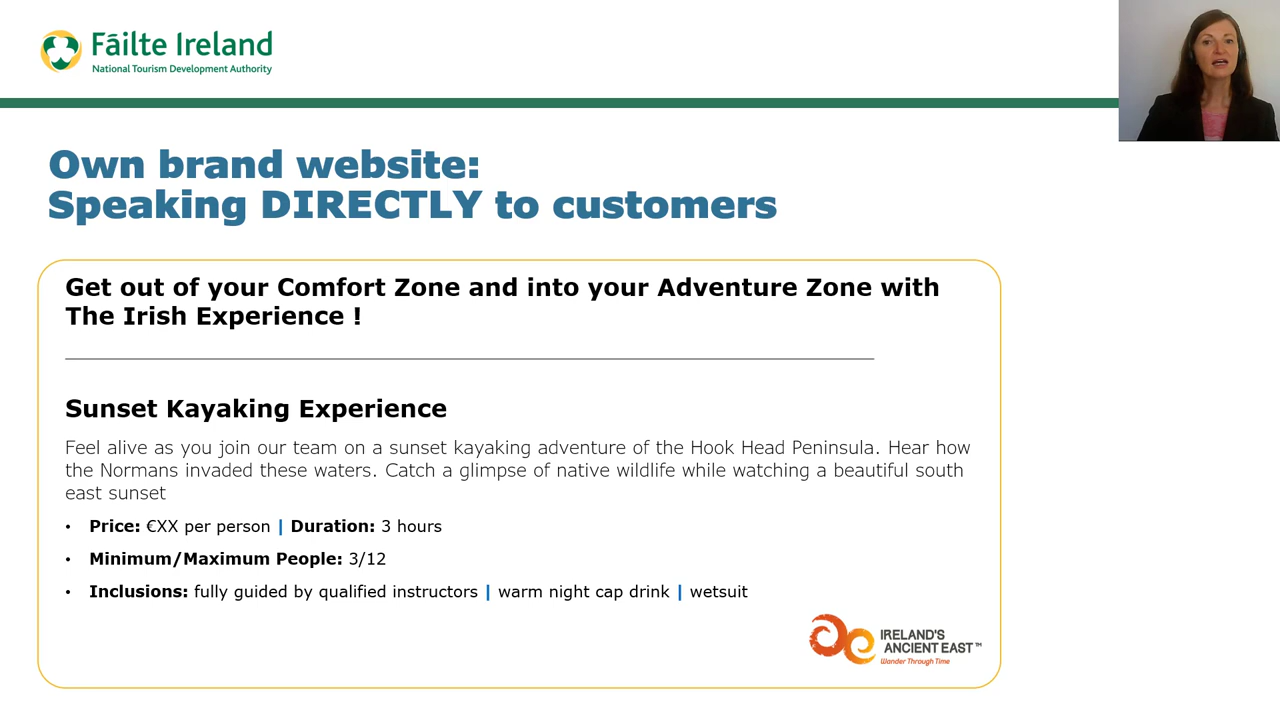 Fáilte Ireland
National Tourism Development Authority
Own brand website:
Speaking DIRECTLY to customers
Get out of your Comfort Zone and into your Adventure Zone with
The Irish Experience !
Sunset Kayaking Experience
Feel alive as you join our team on a sunset kayaking adventure of the Hook Head Peninsula. Hear how
the Normans invaded these waters. Catch a glimpse of native wildlife while watching a beautiful south
east sunset
• Price: €XX per person | Duration: 3 hours
• Minimum/Maximum People: 3/12
• Inclusions: fully guided by qualified instructors | warm night cap drink | wetsuit
IRELAND'S
ANCIENT EAST™
Wander Through Time